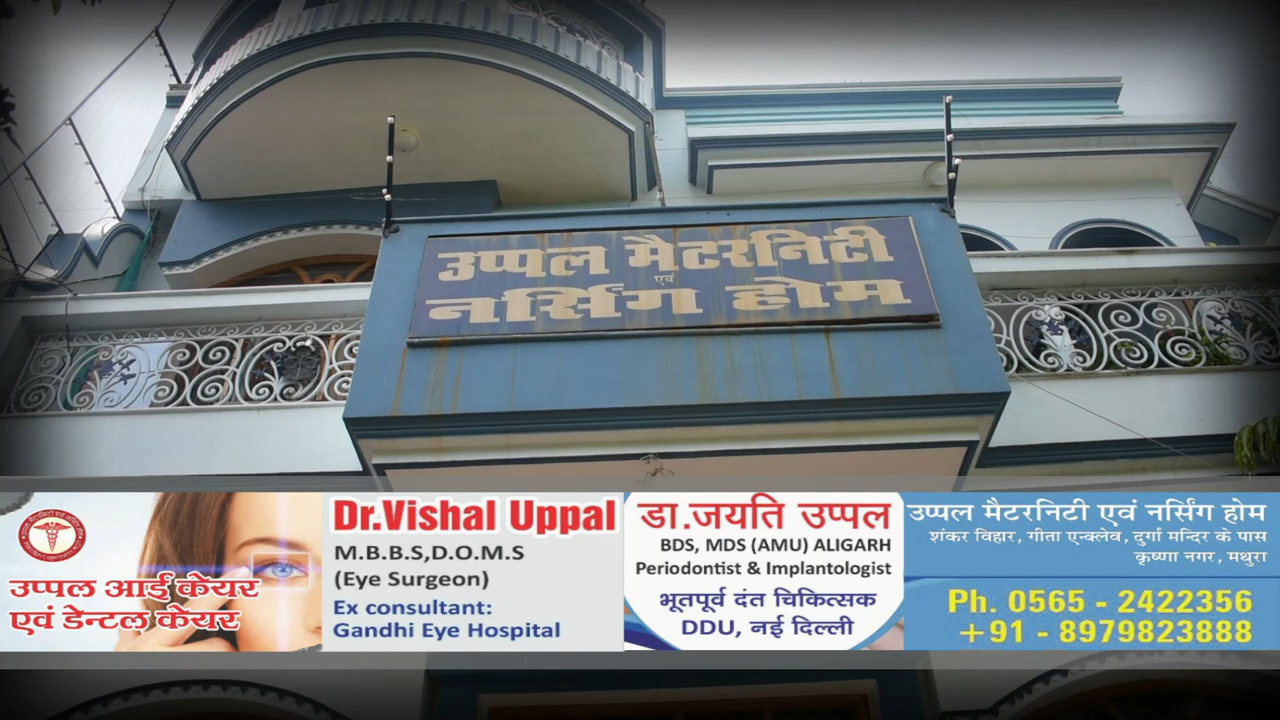 उप्पल मैटरनिटी
एवं
नर्सिंग होम
उप्पल आई केयर
एवं डेन्टल केयर
Dr.Vishal Uppal
M.B.B.S,D.O.M.S
(Eye Surgeon)
Ex consultant:
Gandhi Eye Hospital
डा.जयति उप्पल
BDS, MDS (AMU) ALIGARH
Periodontist & Implantologist
भूतपूर्व दंत चिकित्सक
DDU, नई दिल्ली
उप्पल मैटरनिटी एवं नर्सिंग होम
शंकर विहार, गीता एन्क्लेव, दुर्गा मन्दिर के पास
कृष्णा नगर, मथुरा
Ph. 0565 - 2422356
+91 - 8979823888